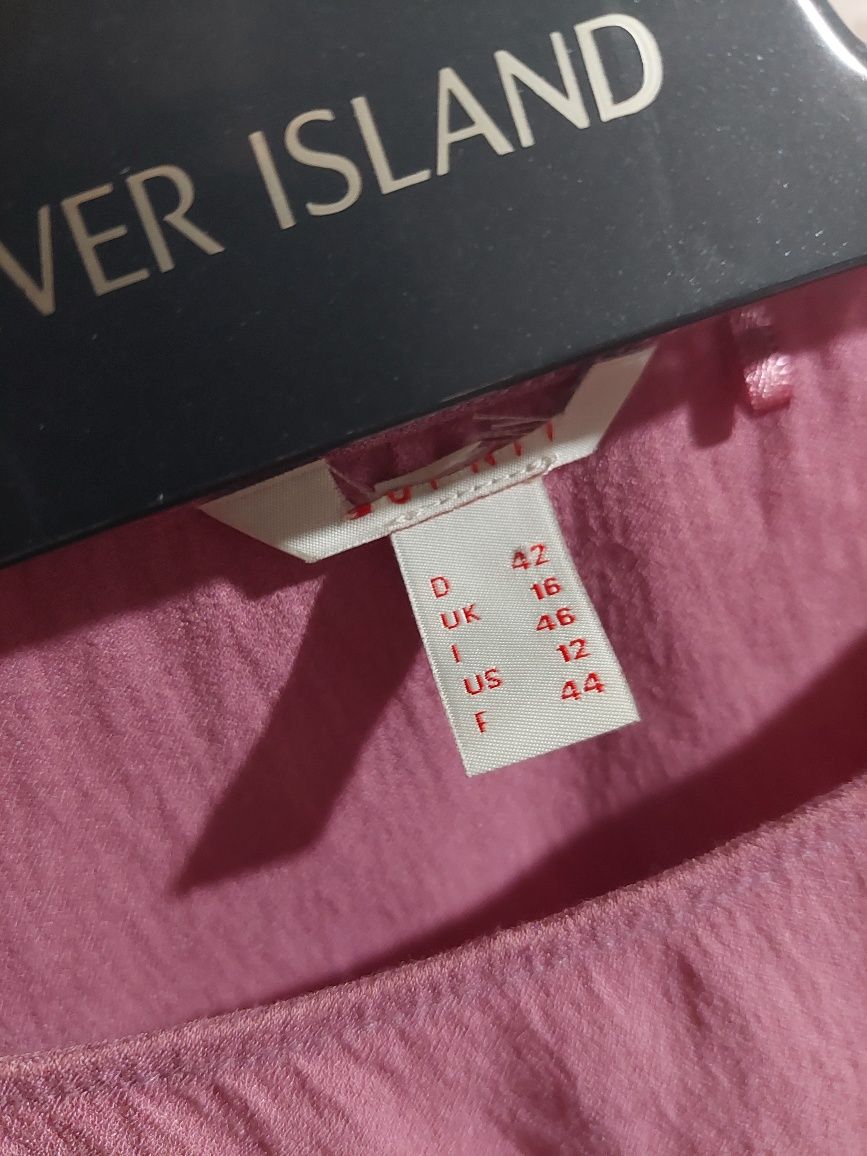 VER ISLAND
D 42
UK 16
I 46
US 12
F 44